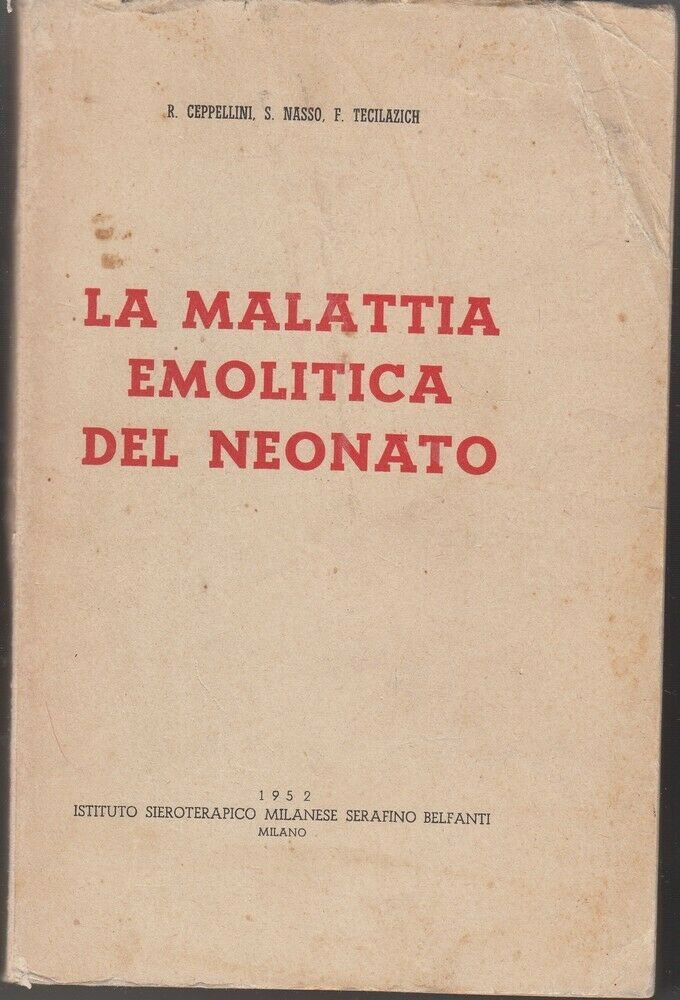 R. CEPPELLINI, S. NASSO, F. TECILAZICH
LA MALATTIA
EMOLITICA
DEL NEONATO
1952
ISTITUTO SIEROTERAPICO MILANESE SERAFINO BELFANTI
MILANO